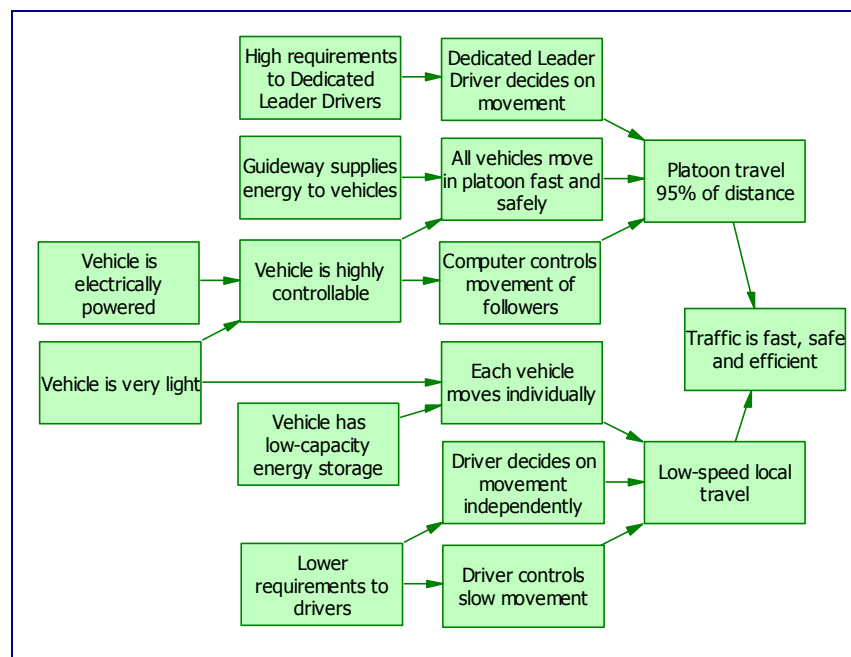 High requirements
to Dedicated
Leader Drivers
Dedicated Leader
Driver decides on
movement
Guideway supplies
energy to vehicles
All vehicles move
in platoon fast and
safely
Platoon travel
95% of distance
Vehicle is
electrically
powered
Vehicle is highly
controllable
Computer controls
movement of
followers
Traffic is fast, safe
and efficient
Vehicle is very light
Each vehicle
moves individually
Vehicle has
low-capacity
energy storage
Driver decides on
movement
independently
Low-speed local
travel
Lower
requirements to
drivers
Driver controls
slow movement